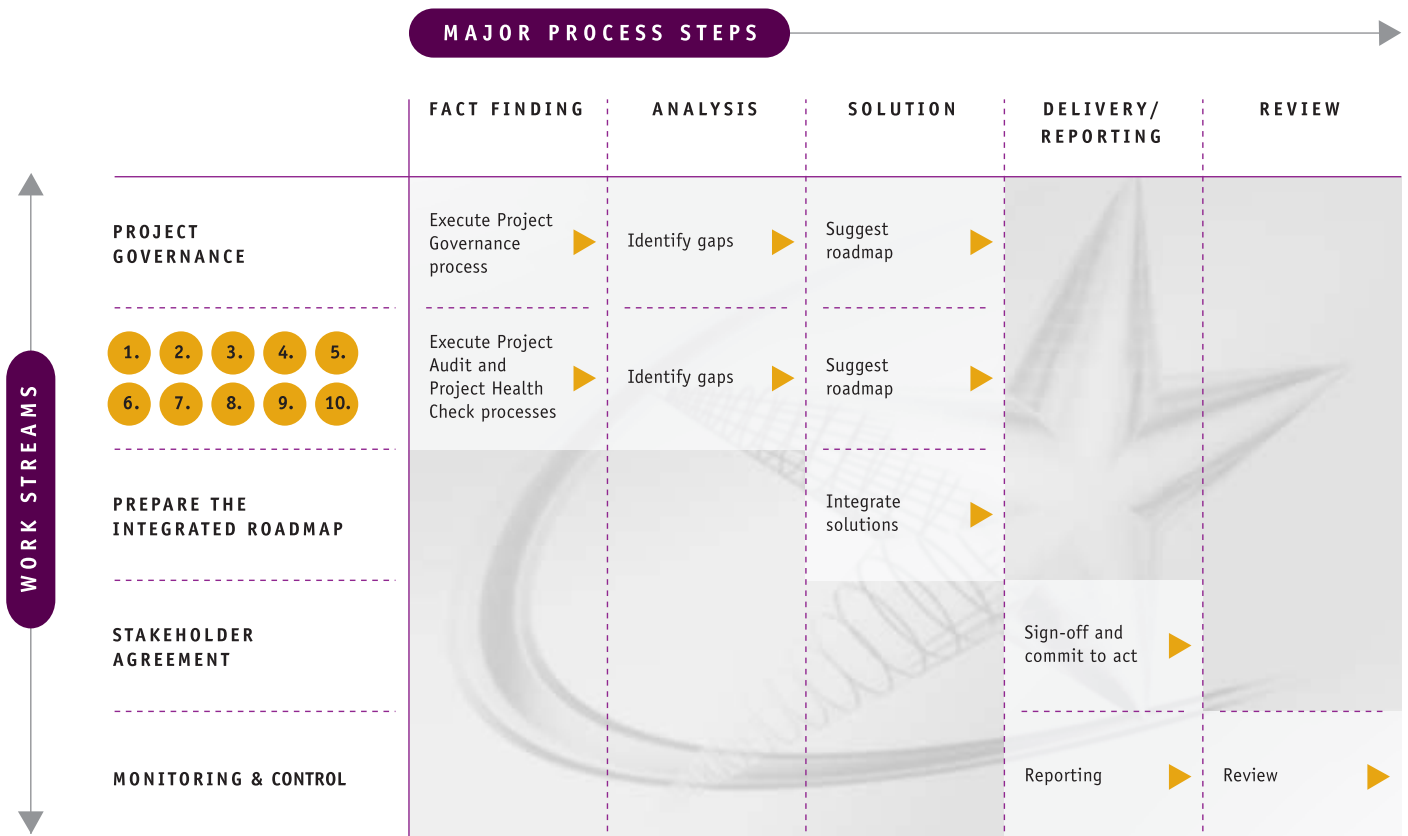 MAJOR PROCESS STEPS
FACT FINDING
ANALYSIS
SOLUTION
DELIVERY/
REPORTING
REVIEW
WORK STREAMS
PROJECT
GOVERNANCE
Execute Project
Governance
process
Identify gaps
Suggest
roadmap
1. 2. 3. 4. 5.
6. 7. 8. 9. 10.
Execute Project
Audit and
Project Health
Check processes
Identify gaps
Suggest
roadmap
PREPARE THE
INTEGRATED ROADMAP
Integrate
solutions
STAKEHOLDER
AGREEMENT
Sign-off and
commit to act
MONITORING & CONTROL
Reporting
Review